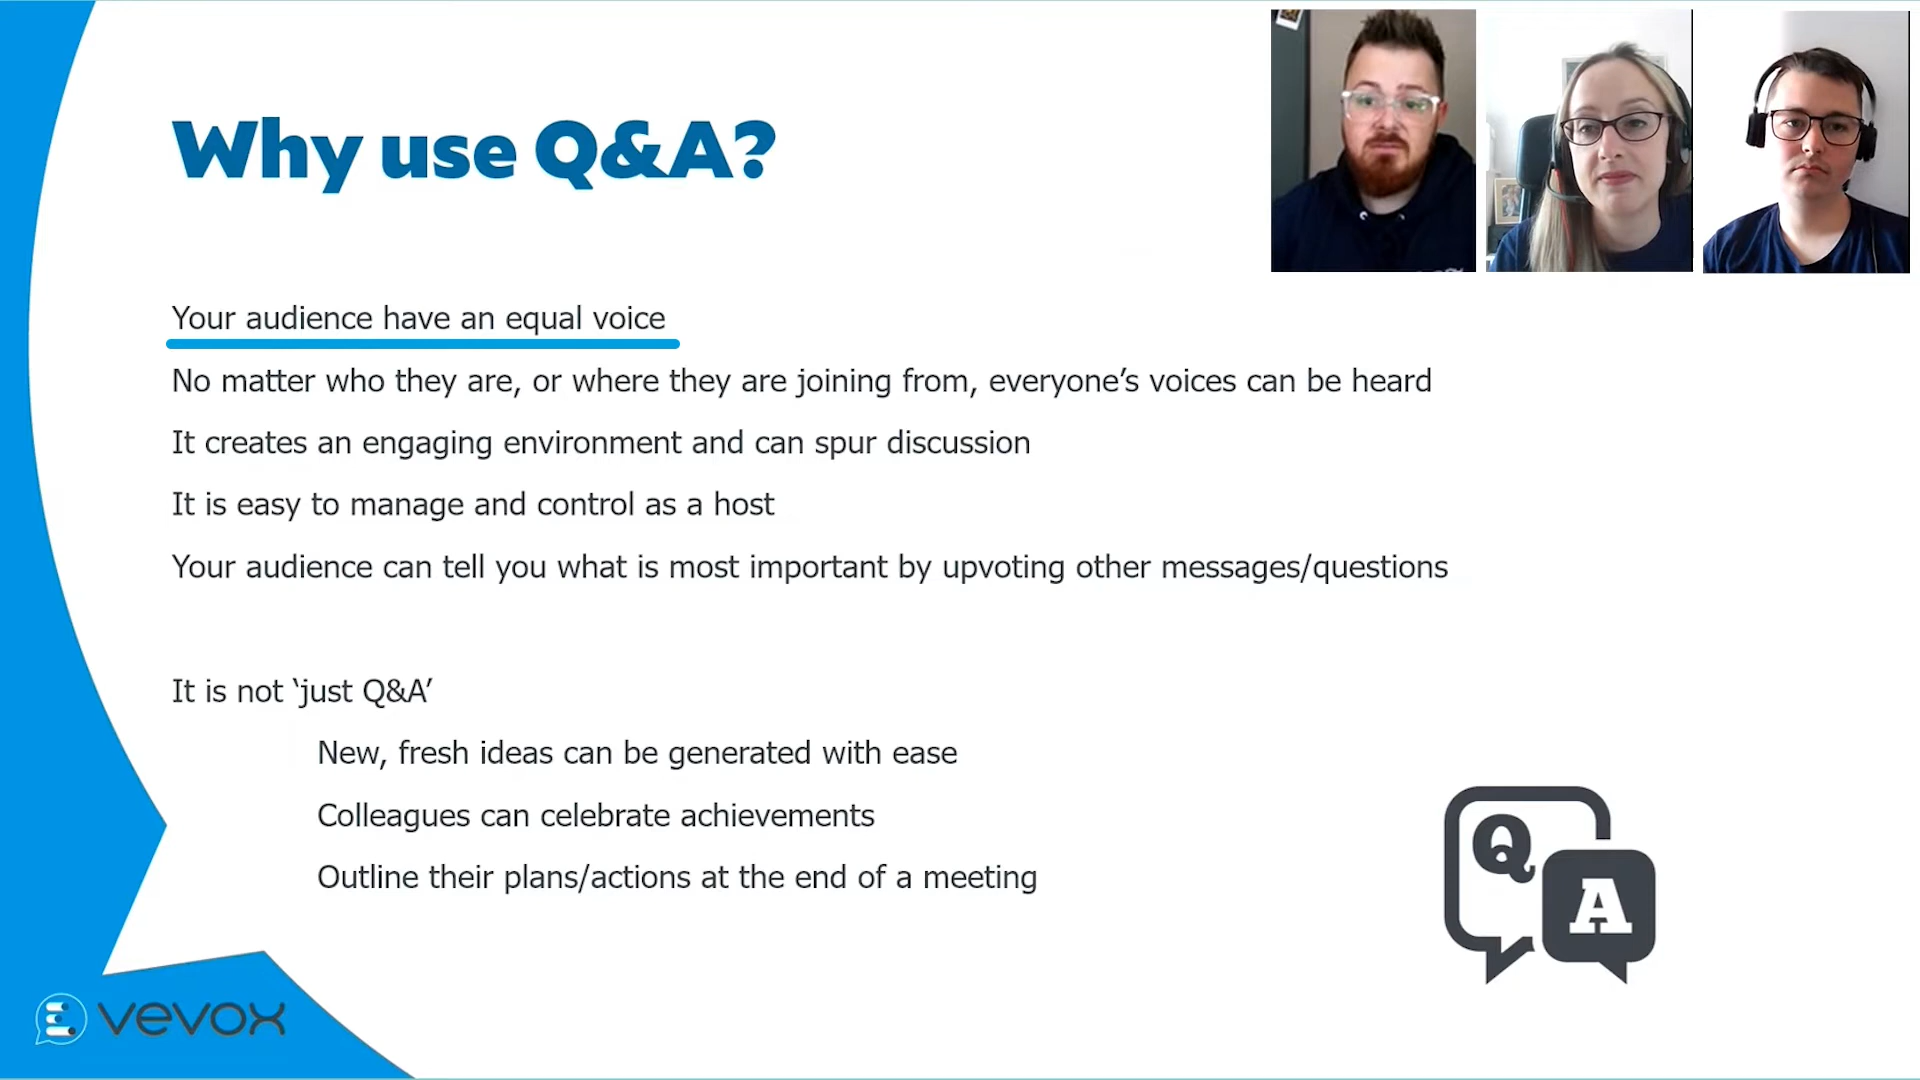 Why use Q&A?
Your audience have an equal voice
No matter who they are, or where they are joining from, everyone’s voices can be heard
It creates an engaging environment and can spur discussion
It is easy to manage and control as a host
Your audience can tell you what is most important by upvoting other messages/questions
It is not ‘just Q&A’
New, fresh ideas can be generated with ease
Colleagues can celebrate achievements
Outline their plans/actions at the end of a meeting
Q
A
vevox